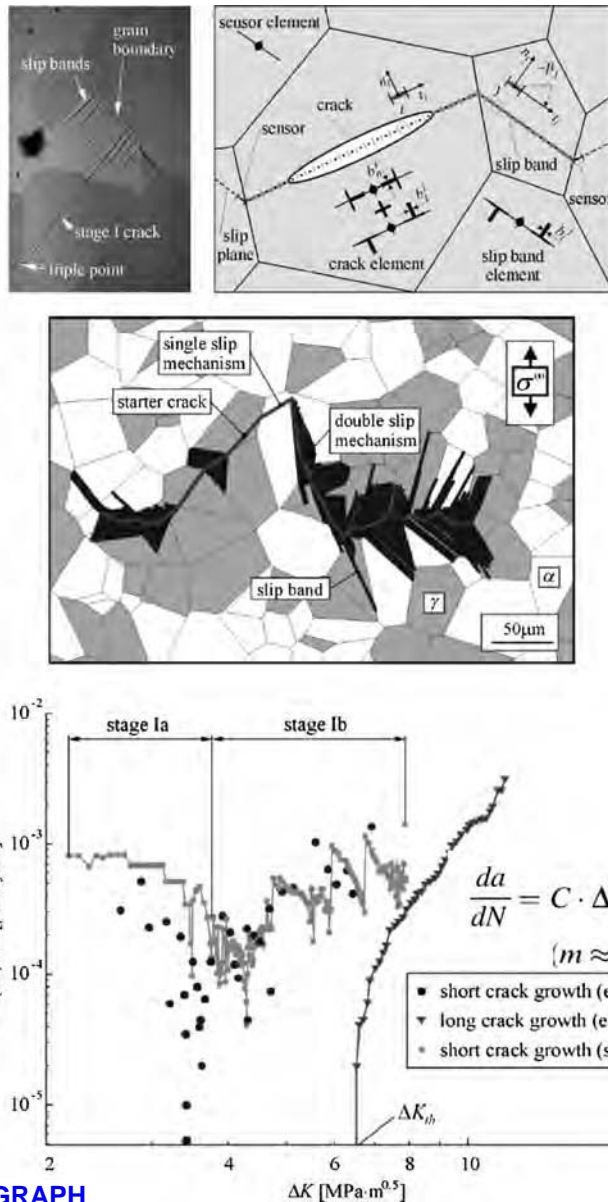 slip bands
grain
boundary
stage I crack
triple point
sensor element
crack
sensor
slip
plane
crack element
slip band
sensor
slip band
element
single slip
mechanism
starter crack
double slip
mechanism
slip band
σ
γ
α
50μm
stage Ia
stage Ib
10⁻²
10⁻³
10⁻⁴
10⁻⁵
da/dN = C · Δ
(m ≈
short crack growth (e
long crack growth (e
short crack growth (s
ΔK_th
2
4
6
8
10
ΔK [MPa·m⁰·⁵]
GRAPH